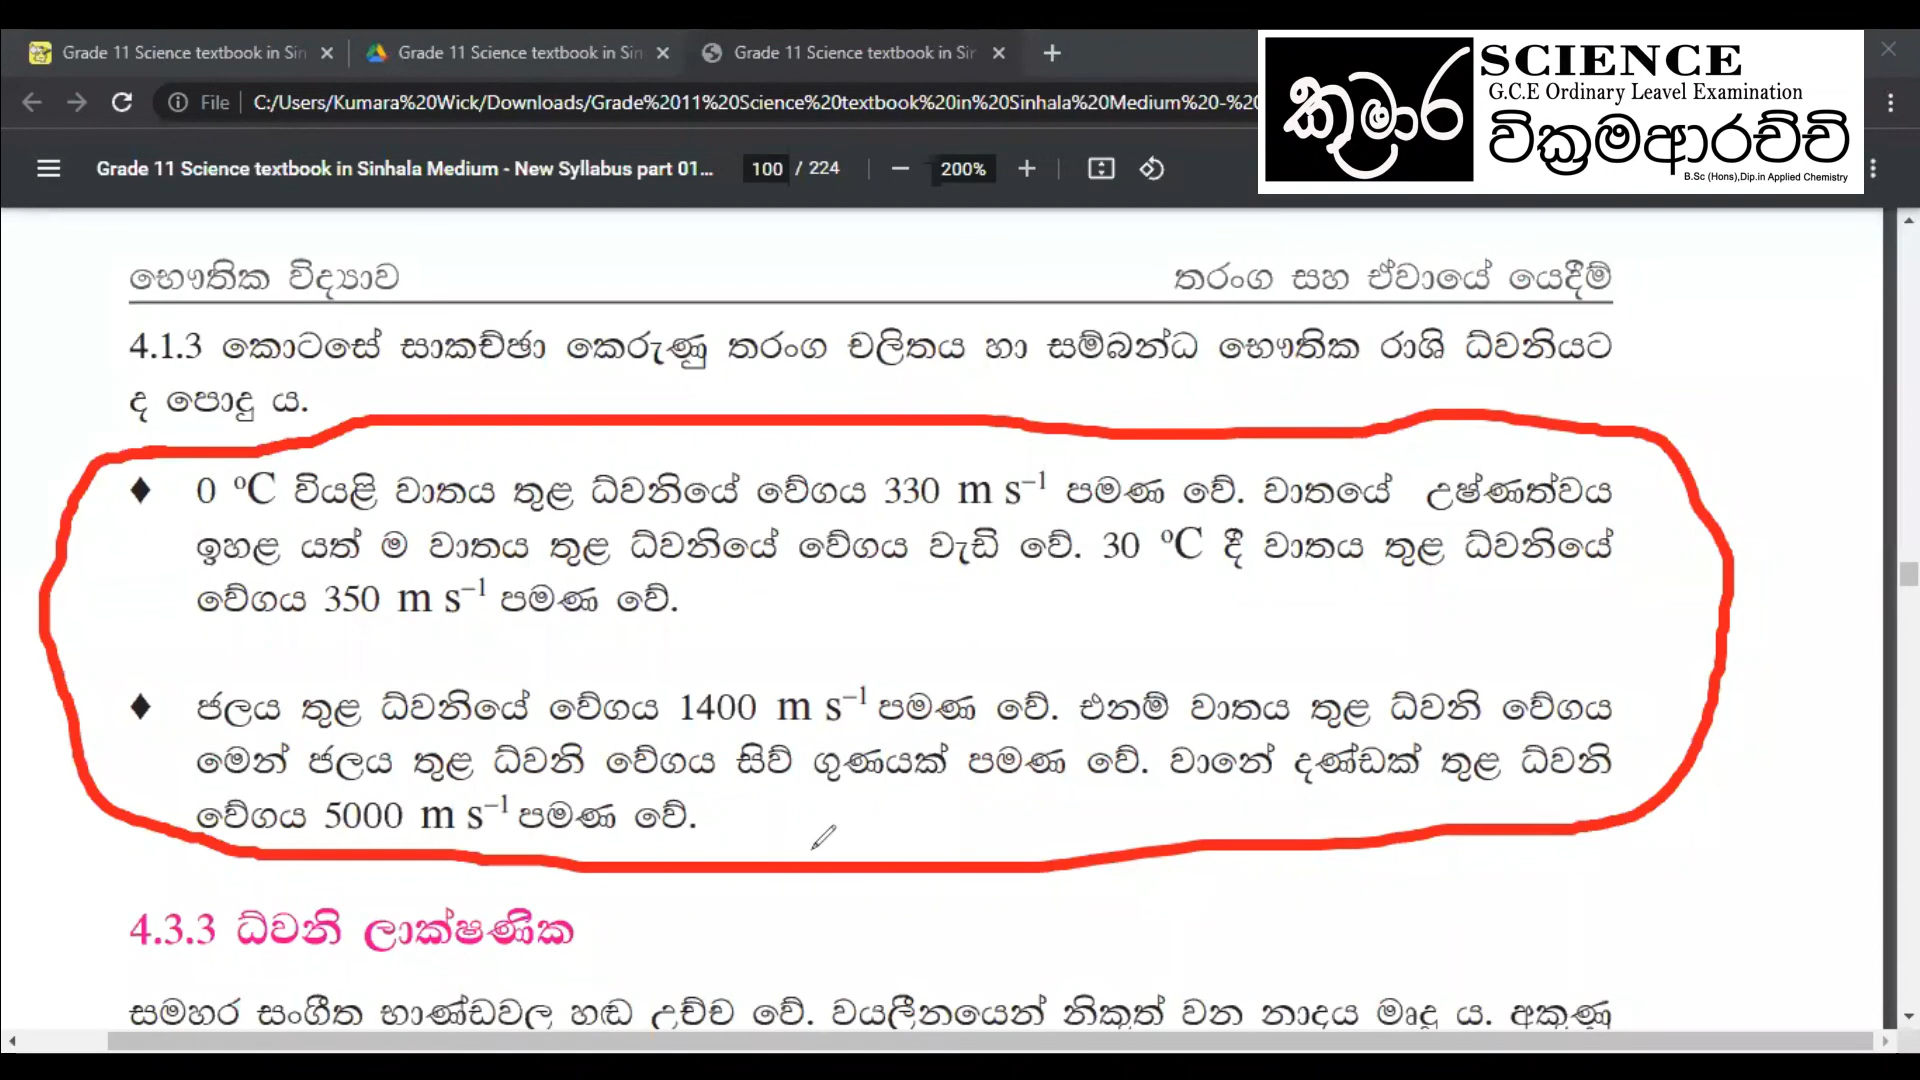 Grade 11 Science textbook in Sin
Grade 11 Science textbook in Sin
Grade 11 Science textbook in Sin
File
C:/Users/Kumara%20Wick/Downloads/Grade%2011%20Science%20textbook%20in%20Sinhala%20Medium%20-%20
Grade 11 Science textbook in Sinhala Medium - New Syllabus part 01...
100 / 224
200%
කුමාර
SCIENCE
G.C.E Ordinary Leavel Examination
වික්‍රමආරච්චි
B.Sc (Hons),Dip.in Applied Chemistry
භෞතික විද්‍යාව
තරංග සහ ඒවායේ යෙදීම්
4.1.3 කොටසේ සාකච්ඡා කෙරුණු තරංග චලිතය හා සම්බන්ධ භෞතික රාශි ධ්වනියට
ද පොදු ය.
♦ 0 °C වියළි වාතය තුළ ධ්වනියේ වේගය 330 m s⁻¹ පමණ වේ. වාතයේ උෂ්ණත්වය
ඉහළ යත් ම වාතය තුළ ධ්වනියේ වේගය වැඩි වේ. 30 °C දී වාතය තුළ ධ්වනියේ
වේගය 350 m s⁻¹ පමණ වේ.
♦ ජලය තුළ ධ්වනියේ වේගය 1400 m s⁻¹ පමණ වේ. එනම් වාතය තුළ ධ්වනි වේගය
මෙන් ජලය තුළ ධ්වනි වේගය සිව් ගුණයක් පමණ වේ. වානේ දණ්ඩක් තුළ ධ්වනි
වේගය 5000 m s⁻¹ පමණ වේ.
4.3.3 ධ්වනි ලාක්ෂණික
සමහර සංගීත භාණ්ඩවල හඬ උච්ච වේ. වයලීනයෙන් නිකුත් වන නාදය මෘදු ය. අකුණු